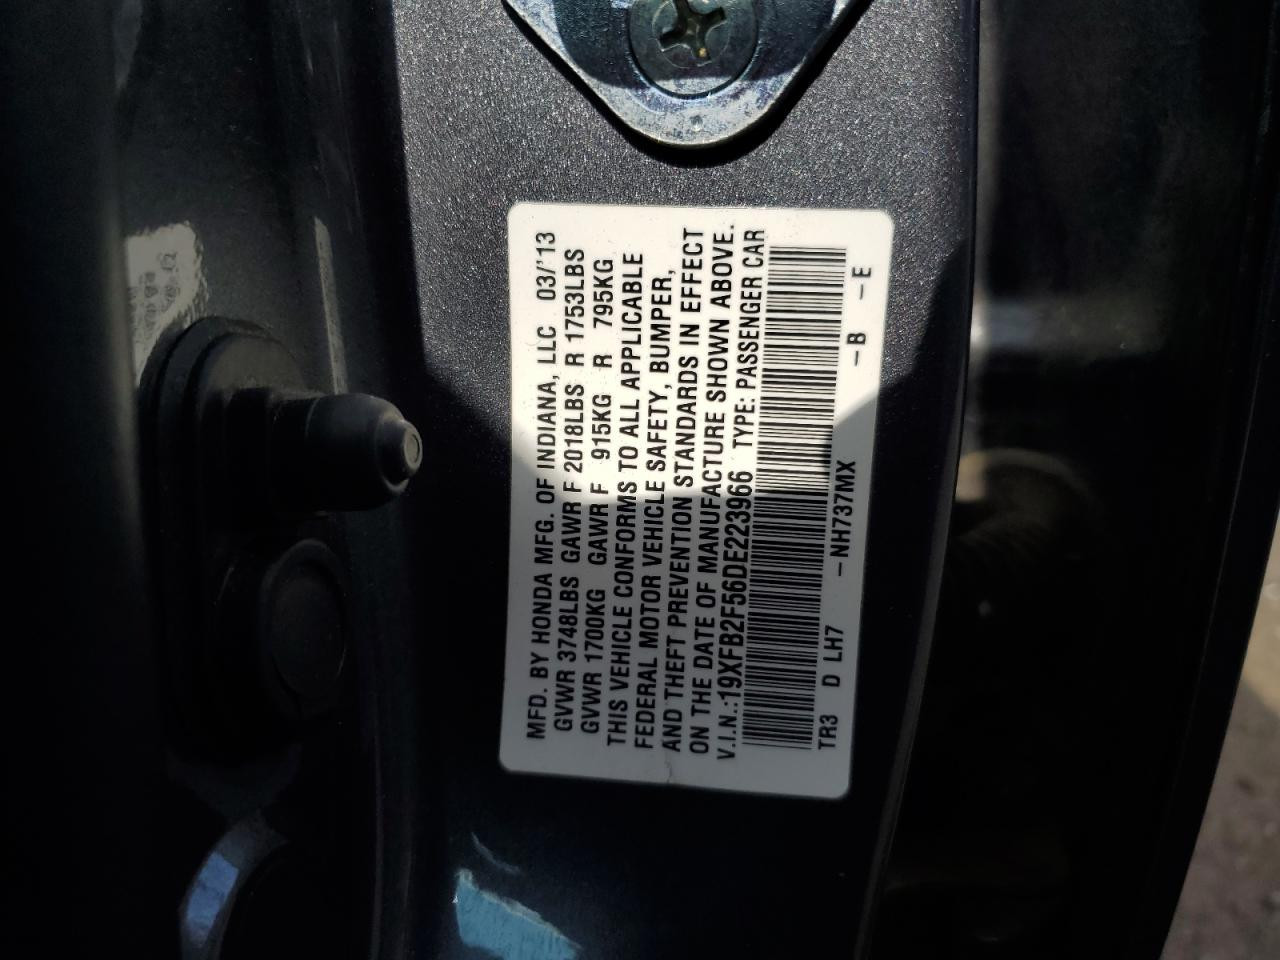 MFD. BY HONDA MFG. OF INDIANA, LLC 03/'13
GVWR 3748LBS GAWR F 2018LBS R 1753LBS
GVWR 1700KG GAWR F 915KG R 795KG
THIS VEHICLE CONFORMS TO ALL APPLICABLE
FEDERAL MOTOR VEHICLE SAFETY, BUMPER,
AND THEFT PREVENTION STANDARDS IN EFFECT
ON THE DATE OF MANUFACTURE SHOWN ABOVE.
V.I.N.:19XFB2F56DE223966 TYPE: PASSENGER CAR
TR3 D LH7 -NH737MX -B -E